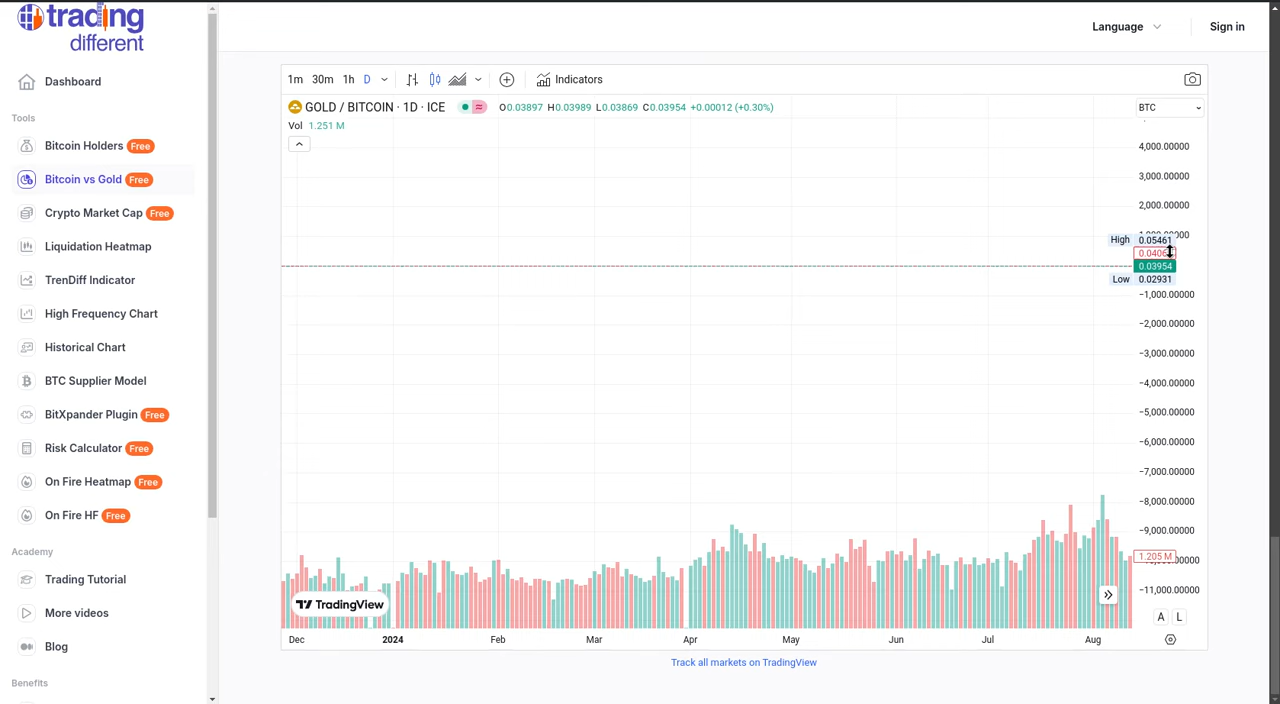 trading
different
Dashboard
Tools
Bitcoin Holders Free
Bitcoin vs Gold Free
Crypto Market Cap Free
Liquidation Heatmap
TrenDiff Indicator
High Frequency Chart
Historical Chart
BTC Supplier Model
BitXpander Plugin Free
Risk Calculator Free
On Fire Heatmap Free
On Fire HF Free
Academy
Trading Tutorial
More videos
Blog
Benefits
Language
Sign in
1m 30m 1h D Indicators
GOLD / BITCOIN · 1D · ICE O0.03897 H0.03989 L0.03869 C0.03954 +0.00012 (+0.30%)
BTC
Vol 1.251 M
4,000.00000
3,000.00000
2,000.00000
High 0.05461
0.03954
Low 0.02931
−1,000.00000
−2,000.00000
−3,000.00000
−4,000.00000
−5,000.00000
−6,000.00000
−7,000.00000
−8,000.00000
−9,000.00000
1.205 M
−11,000.00000
TradingView
A L
Dec 2024 Feb Mar Apr May Jun Jul Aug
Track all markets on TradingView